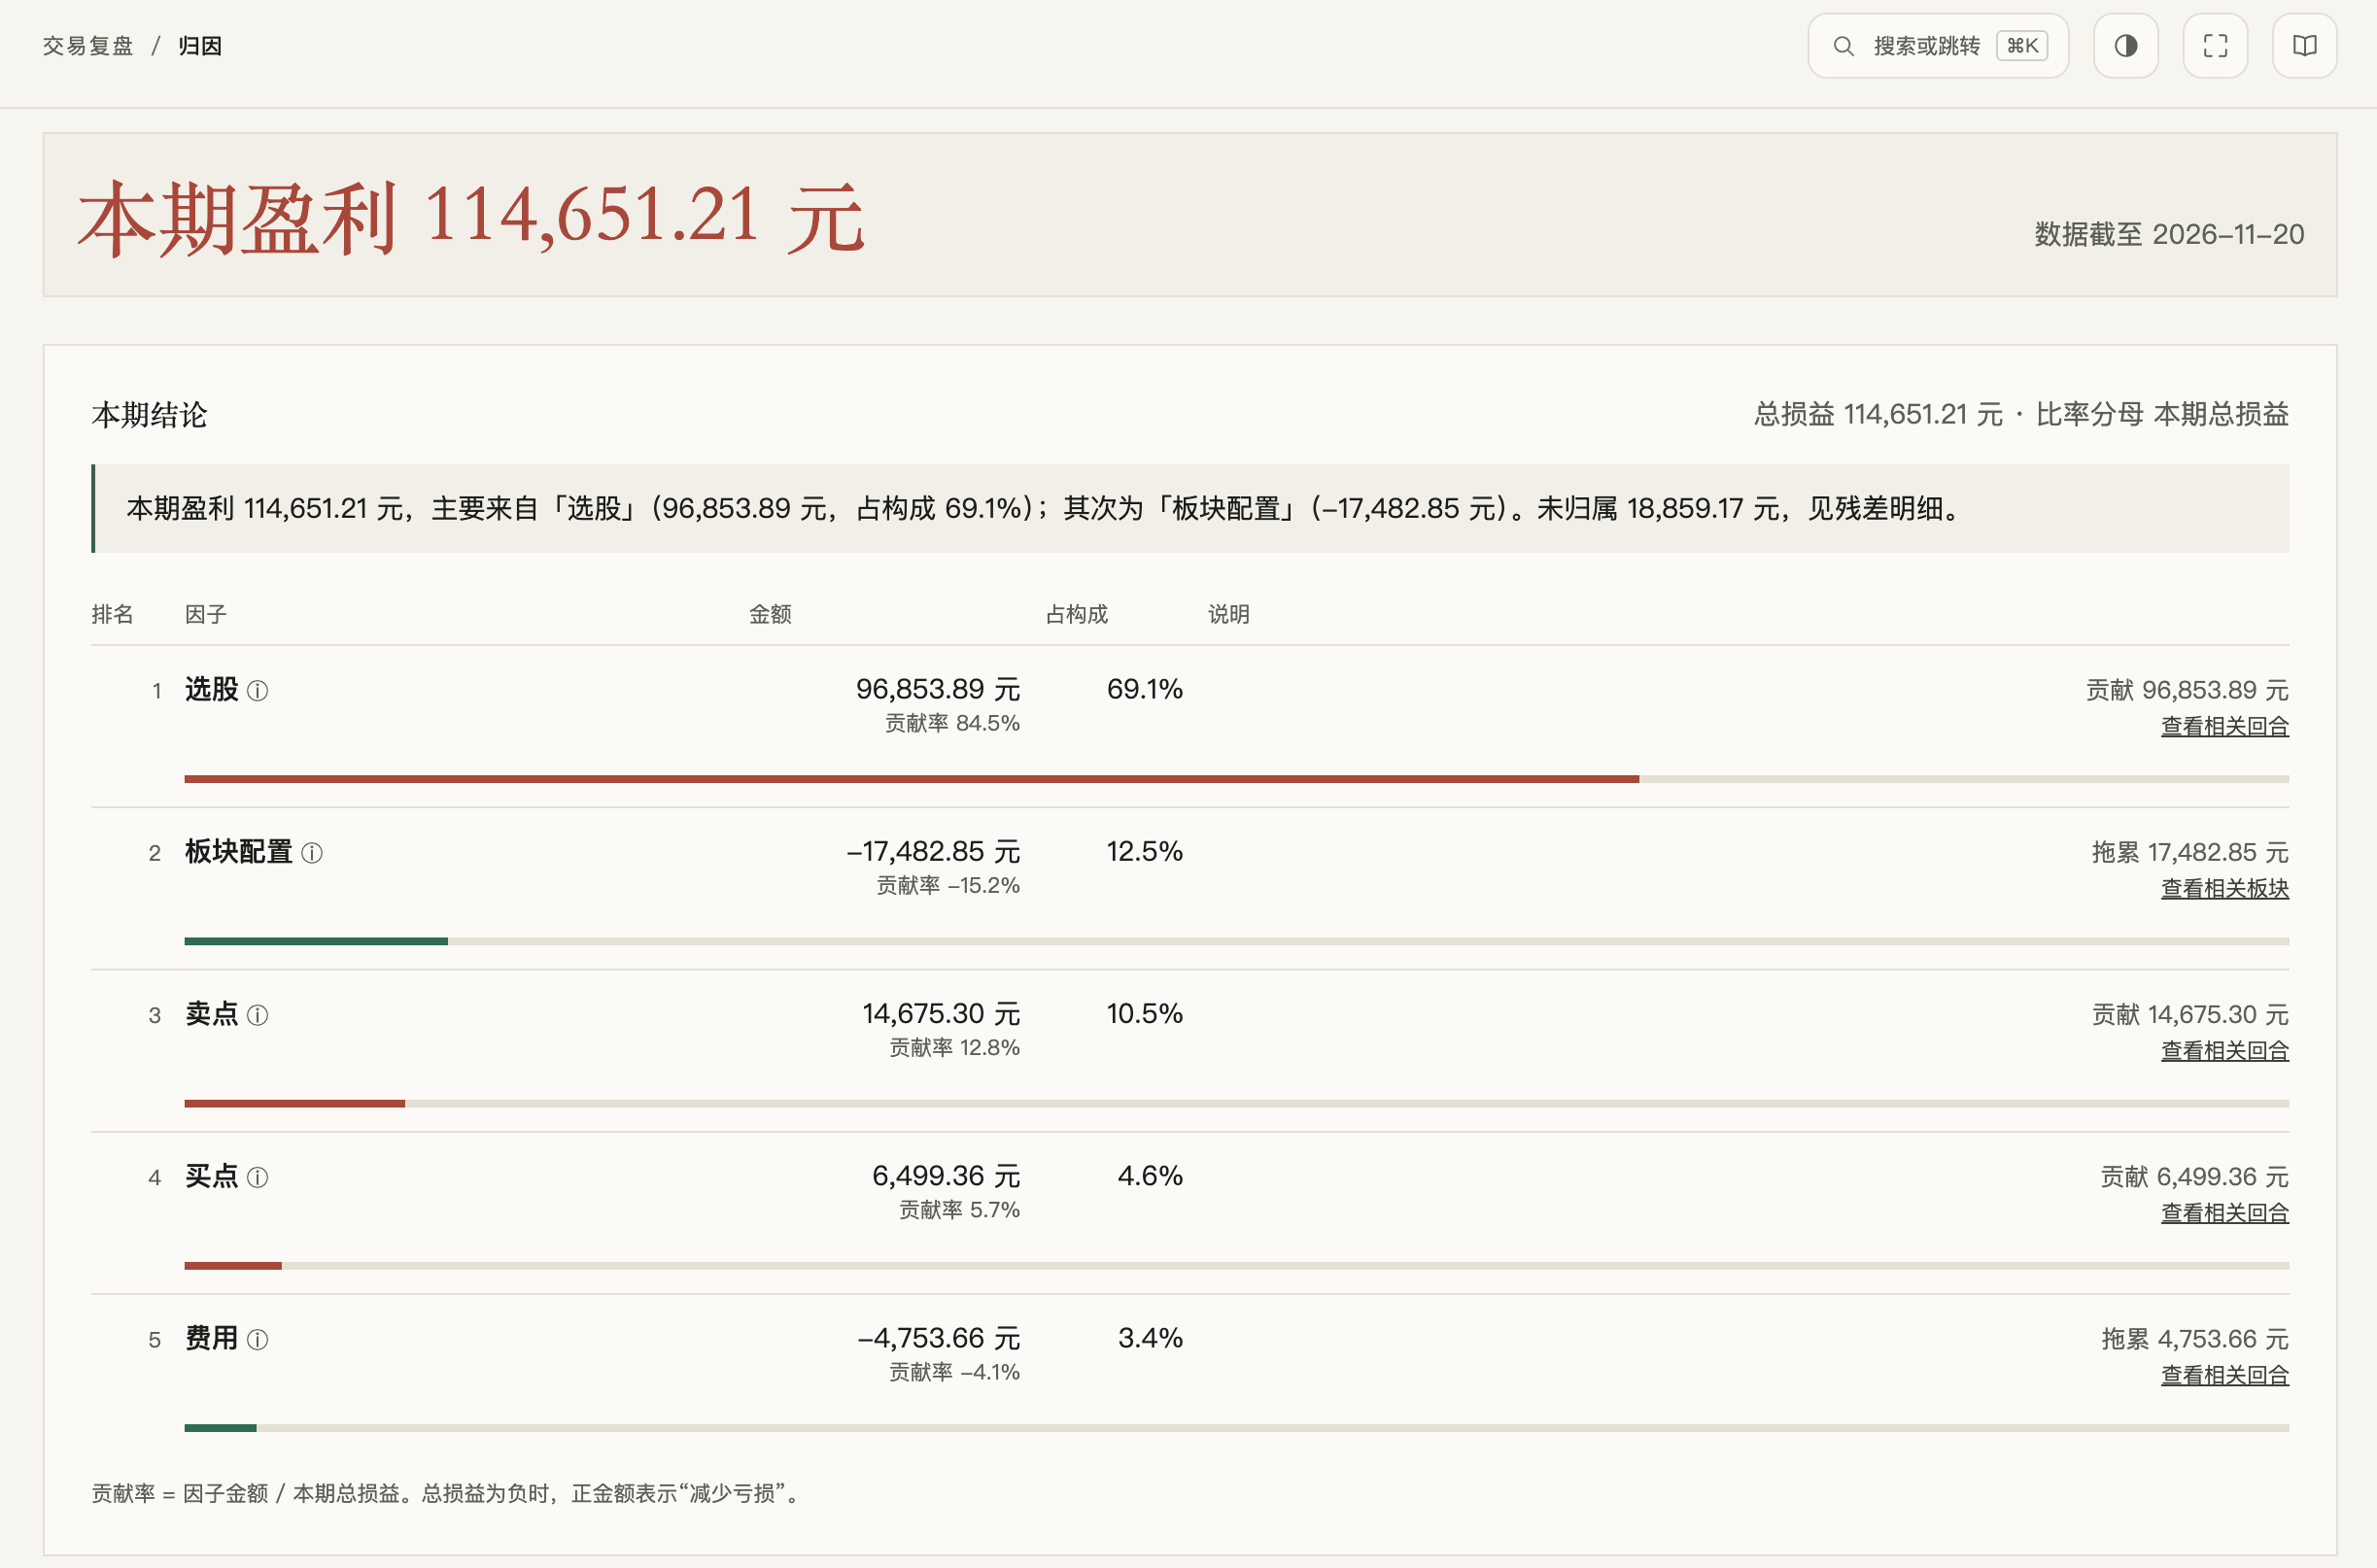 交易复盘 / 归因
搜索或跳转 ⌘K
本期盈利 114,651.21 元
数据截至 2026-11-20
本期结论
总损益 114,651.21 元 · 比率分母 本期总损益
本期盈利 114,651.21 元，主要来自「选股」（96,853.89 元，占构成 69.1%）；其次为「板块配置」（-17,482.85 元）。未归属 18,859.17 元，见残差明细。
排名 因子 金额 占构成 说明
1 选股 ⓘ 96,853.89 元 69.1% 贡献 96,853.89 元
贡献率 84.5% 查看相关回合
2 板块配置 ⓘ -17,482.85 元 12.5% 拖累 17,482.85 元
贡献率 -15.2% 查看相关板块
3 卖点 ⓘ 14,675.30 元 10.5% 贡献 14,675.30 元
贡献率 12.8% 查看相关回合
4 买点 ⓘ 6,499.36 元 4.6% 贡献 6,499.36 元
贡献率 5.7% 查看相关回合
5 费用 ⓘ -4,753.66 元 3.4% 拖累 4,753.66 元
贡献率 -4.1% 查看相关回合
贡献率 = 因子金额 / 本期总损益。总损益为负时，正金额表示“减少亏损”。